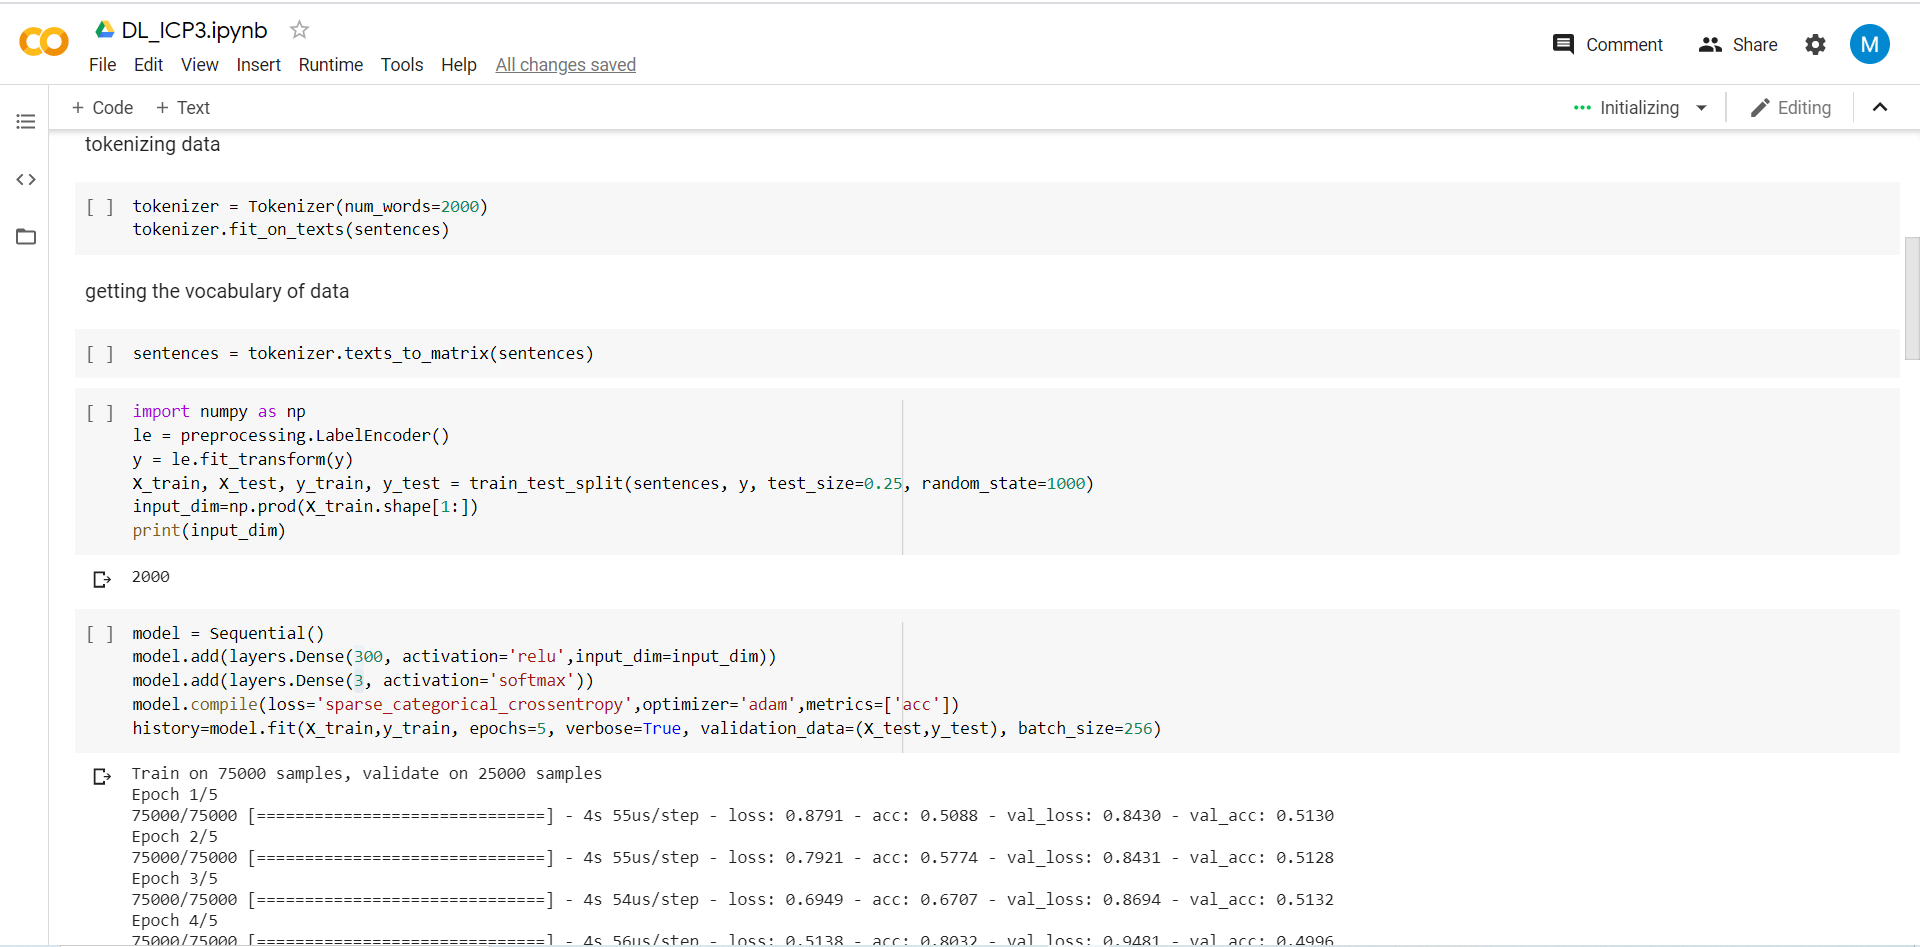 DL_ICP3.ipynb
File Edit View Insert Runtime Tools Help All changes saved
Comment Share M
+ Code + Text
Initializing Editing
tokenizing data
[ ] tokenizer = Tokenizer(num_words=2000)
tokenizer.fit_on_texts(sentences)
getting the vocabulary of data
[ ] sentences = tokenizer.texts_to_matrix(sentences)
[ ] import numpy as np
le = preprocessing.LabelEncoder()
y = le.fit_transform(y)
X_train, X_test, y_train, y_test = train_test_split(sentences, y, test_size=0.25, random_state=1000)
input_dim=np.prod(X_train.shape[1:])
print(input_dim)
2000
[ ] model = Sequential()
model.add(layers.Dense(300, activation='relu',input_dim=input_dim))
model.add(layers.Dense(3, activation='softmax'))
model.compile(loss='sparse_categorical_crossentropy',optimizer='adam',metrics=['acc'])
history=model.fit(X_train,y_train, epochs=5, verbose=True, validation_data=(X_test,y_test), batch_size=256)
Train on 75000 samples, validate on 25000 samples
Epoch 1/5
75000/75000 [==============================] - 4s 55us/step - loss: 0.8791 - acc: 0.5088 - val_loss: 0.8430 - val_acc: 0.5130
Epoch 2/5
75000/75000 [==============================] - 4s 55us/step - loss: 0.7921 - acc: 0.5774 - val_loss: 0.8431 - val_acc: 0.5128
Epoch 3/5
75000/75000 [==============================] - 4s 54us/step - loss: 0.6949 - acc: 0.6707 - val_loss: 0.8694 - val_acc: 0.5132
Epoch 4/5
75000/75000 [==============================] - 4s 56us/step - loss: 0.5138 - acc: 0.8032 - val_loss: 0.9481 - val_acc: 0.4996